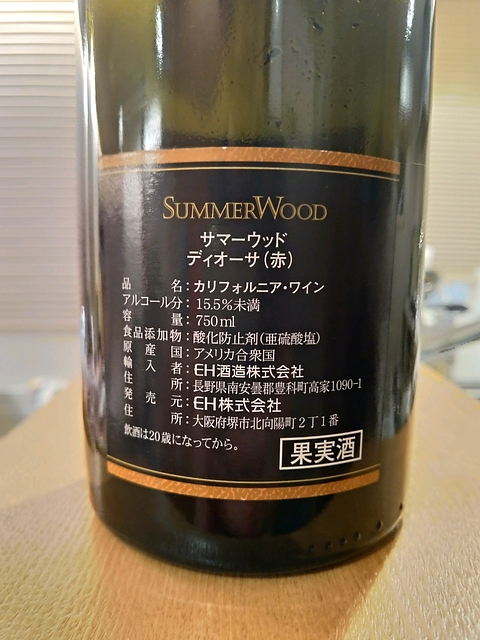 SUMMERWOOD
サマーウッド
ディオーサ(赤)
品名:カリフォルニア・ワイン
アルコール分:15.5%未満
容量:750ml
食品添加物:酸化防止剤(亜硫酸塩)
原産国:アメリカ合衆国
輸入者:EH酒造株式会社
住所:長野県南安曇郡豊科町高家1090-1
発売元:EH株式会社
住所:大阪府堺市北向陽町2丁1番
飲酒は20歳になってから。
果実酒